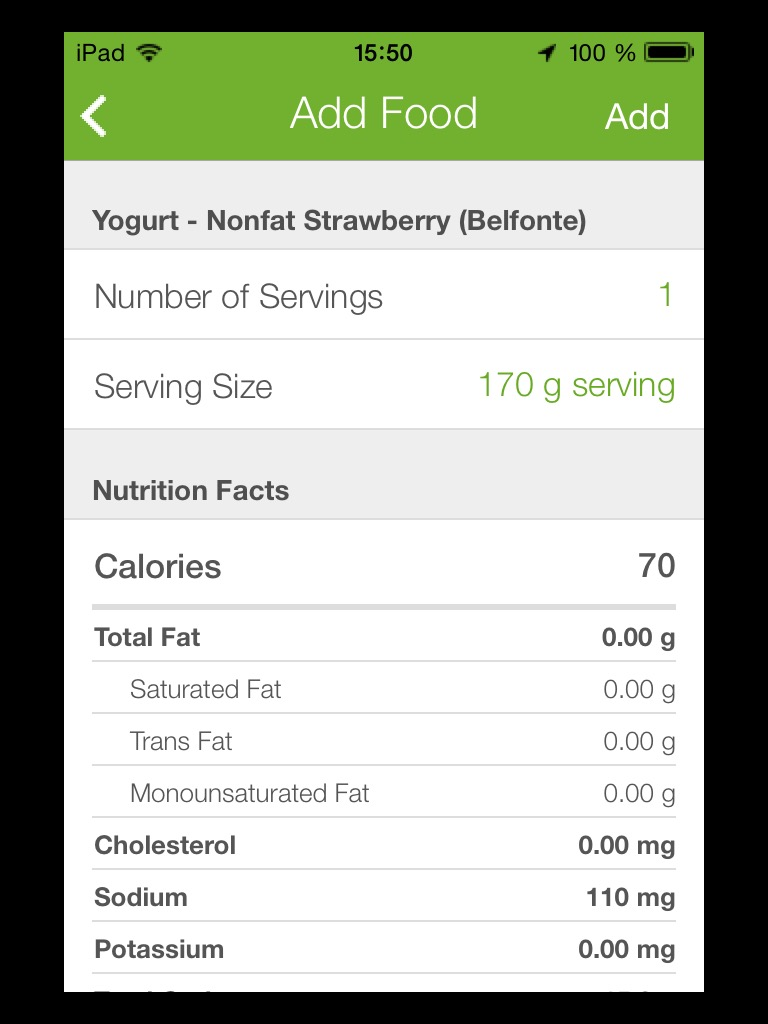 iPad 15:50 100 %
Add Food Add
Yogurt - Nonfat Strawberry (Belfonte)
Number of Servings 1
Serving Size 170 g serving
Nutrition Facts
Calories 70
Total Fat 0.00 g
Saturated Fat 0.00 g
Trans Fat 0.00 g
Monounsaturated Fat 0.00 g
Cholesterol 0.00 mg
Sodium 110 mg
Potassium 0.00 mg